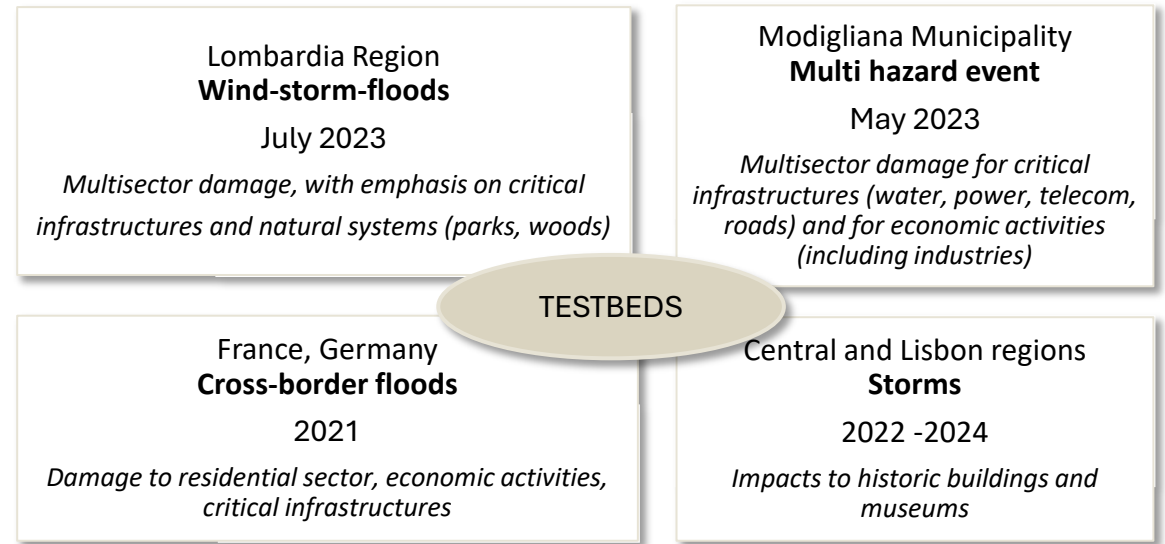 Lombardia Region
Wind-storm-floods
July 2023
Multisector damage, with emphasis on critical
infrastructures and natural systems (parks, woods)
Modigliana Municipality
Multi hazard event
May 2023
Multisector damage for critical
infrastructures (water, power, telecom,
roads) and for economic activities
(including industries)
TESTBEDS
France, Germany
Cross-border floods
2021
Damage to residential sector, economic activities,
critical infrastructures
Central and Lisbon regions
Storms
2022 -2024
Impacts to historic buildings and
museums